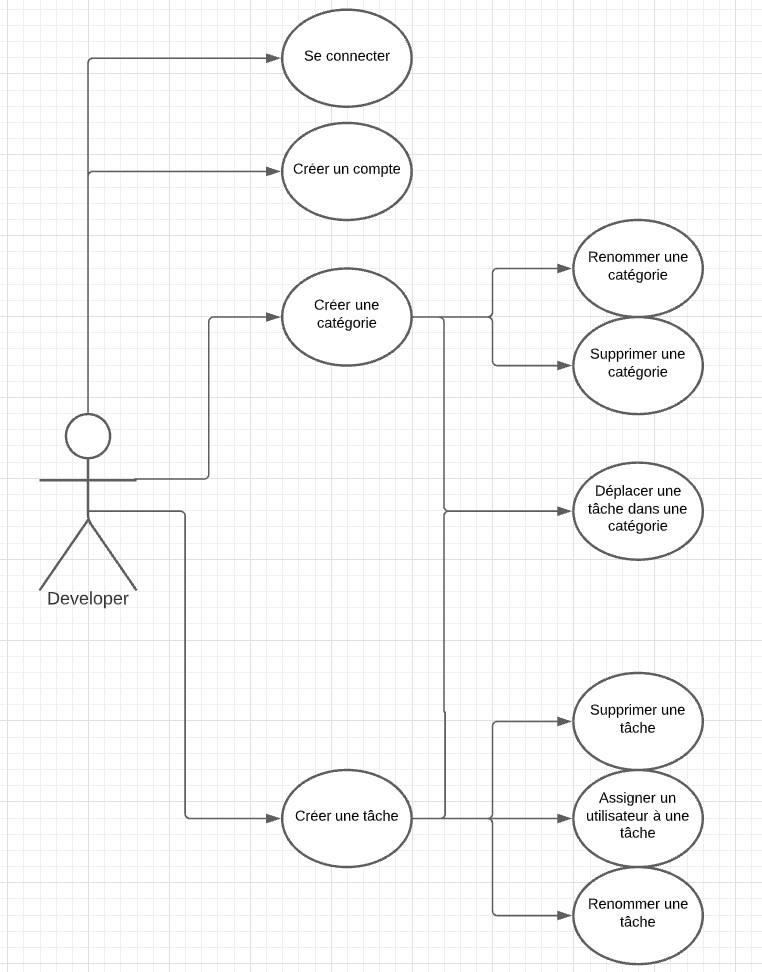 Se connecter
Créer un compte
Renommer une
catégorie
Créer une
catégorie
Supprimer une
catégorie
Déplacer une
tâche dans une
catégorie
Developer
Supprimer une
tâche
Créer une tâche
Assigner un
utilisateur à une
tâche
Renommer une
tâche